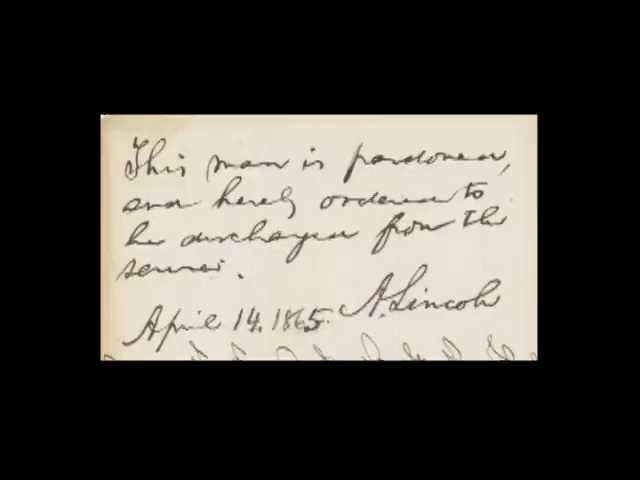 This man is pardoned,
and hereby ordered to
be discharged from the
service.
April 14, 1865. A. Lincoln